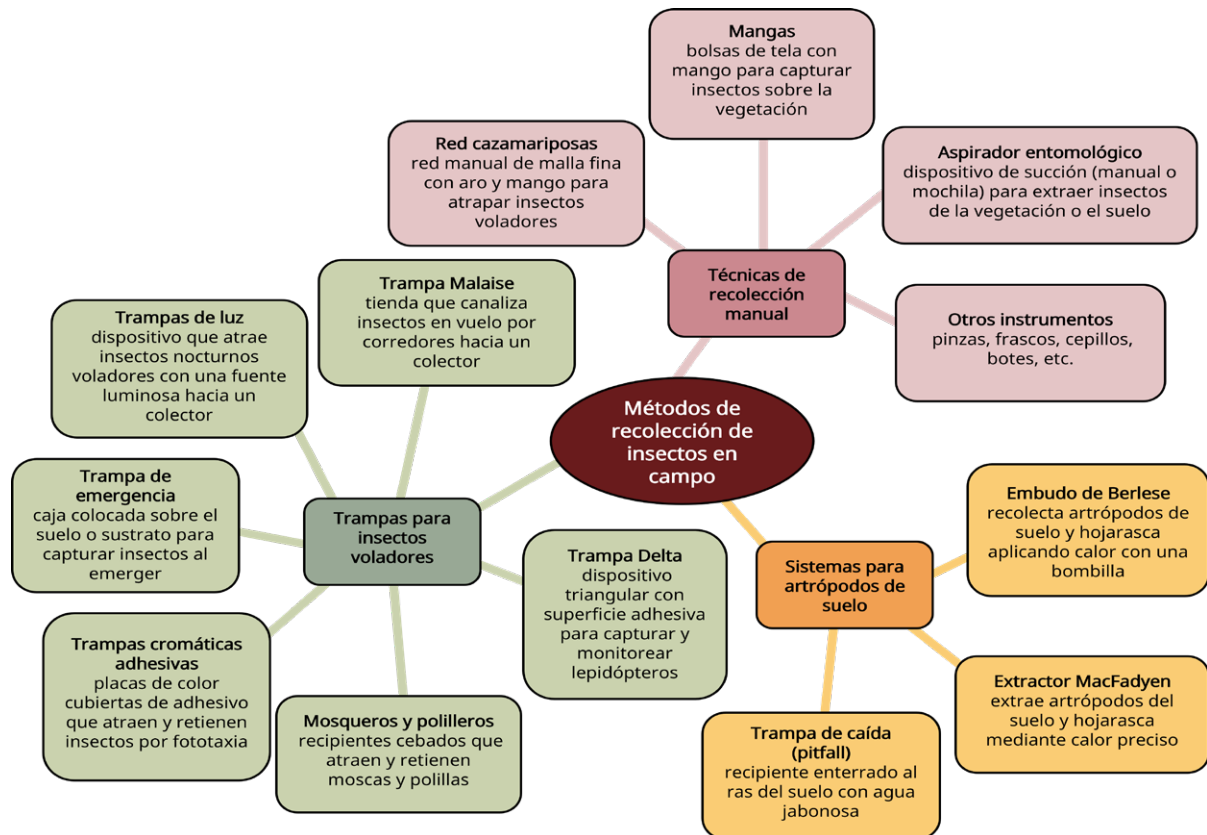 Mangas
bolsas de tela con
mango para capturar
insectos sobre la
vegetación
Red cazamariposas
red manual de malla fina
con aro y mango para
atrapar insectos
voladores
Aspirador entomológico
dispositivo de succión (manual o
mochila) para extraer insectos
de la vegetación o el suelo
Técnicas de
recolección
manual
Otros instrumentos
pinzas, frascos, cepillos,
botes, etc.
Trampa Malaise
tienda que canaliza
insectos en vuelo por
corredores hacia un
colector
Trampas de luz
dispositivo que atrae
insectos nocturnos
voladores con una fuente
luminosa hacia un
colector
Métodos de
recolección de
insectos en
campo
Trampa de
emergencia
caja colocada sobre el
suelo o sustrato para
capturar insectos al
emerger
Trampas para
insectos
voladores
Trampa Delta
dispositivo
triangular con
superficie adhesiva
para capturar y
monitorear
lepidópteros
Trampas cromáticas
adhesivas
placas de color
cubiertas de adhesivo
que atraen y retienen
insectos por fototaxia
Mosqueros y polilleros
recipientes cebados que
atraen y retienen
moscas y polillas
Sistemas para
artrópodos de
suelo
Embudo de Berlese
recolecta artrópodos de
suelo y hojarasca
aplicando calor con una
bombilla
Extractor MacFadyen
extrae artrópodos del
suelo y hojarasca
mediante calor preciso
Trampa de caída
(pitfall)
recipiente enterrado al
ras del suelo con agua
jabonosa